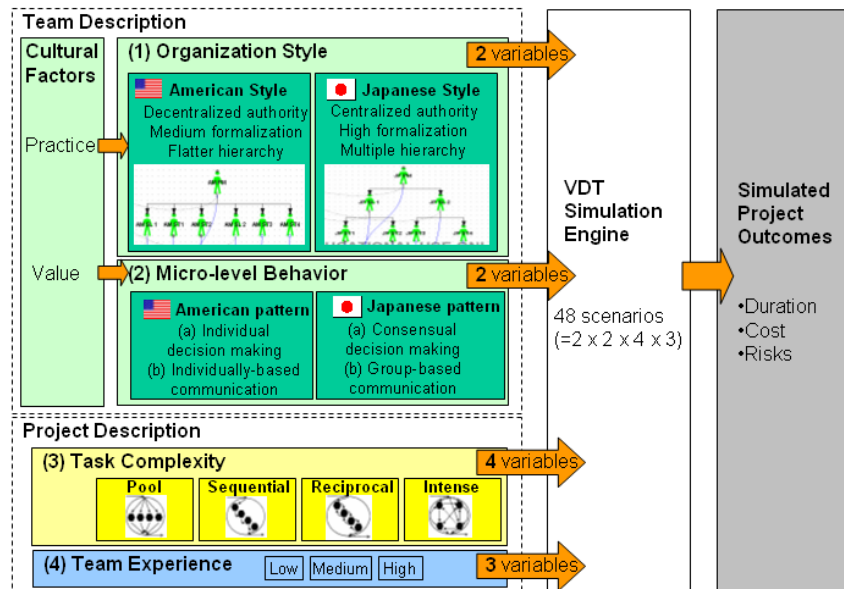 Team Description
Cultural
Factors
Practice
Value
(1) Organization Style
2 variables
American Style
Decentralized authority
Medium formalization
Flatter hierarchy
Japanese Style
Centralized authority
High formalization
Multiple hierarchy
(2) Micro-level Behavior
2 variables
American pattern
(a) Individual
decision making
(b) Individually-based
communication
Japanese pattern
(a) Consensual
decision making
(b) Group-based
communication
Project Description
(3) Task Complexity
4 variables
Pool
Sequential
Reciprocal
Intense
(4) Team Experience
Low
Medium
High
3 variables
VDT
Simulation
Engine
48 scenarios
(=2 x 2 x 4 x 3)
Simulated
Project
Outcomes
•Duration
•Cost
•Risks